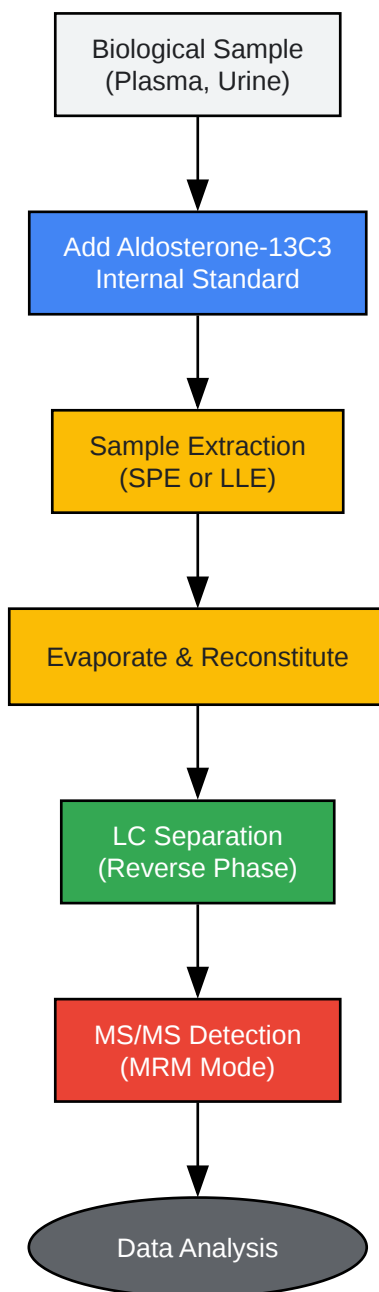 Biological Sample
(Plasma, Urine)
Add Aldosterone-13C3
Internal Standard
Sample Extraction
(SPE or LLE)
Evaporate & Reconstitute
LC Separation
(Reverse Phase)
MS/MS Detection
(MRM Mode)
Data Analysis